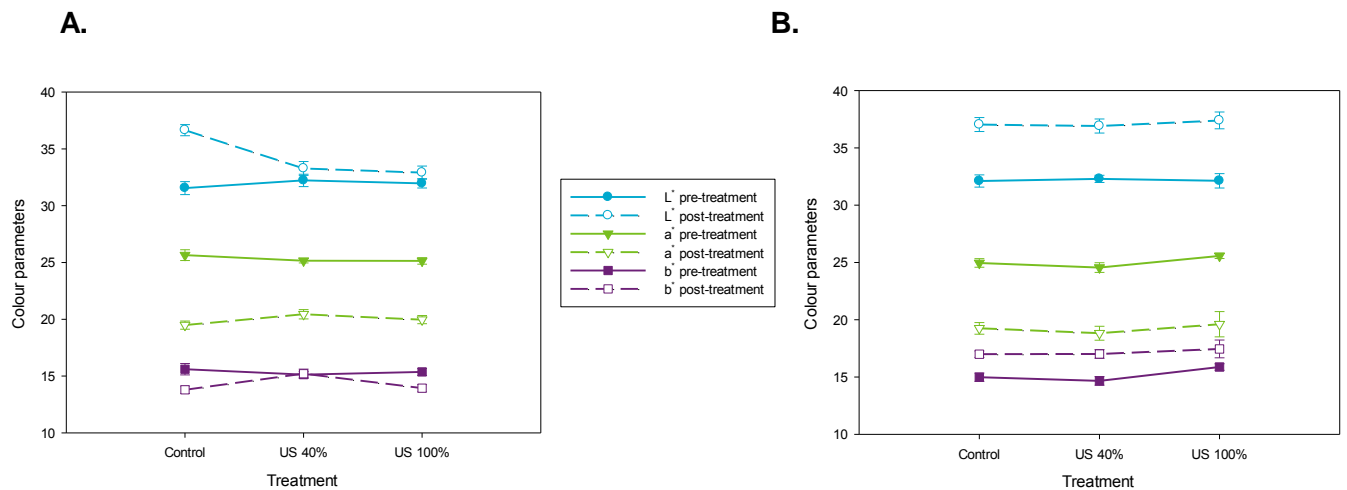 A.
40
35
30
25
20
15
10
Colour parameters
Control US 40% US 100%
Treatment
L* pre-treatment
L* post-treatment
a* pre-treatment
a* post-treatment
b* pre-treatment
b* post-treatment
B.
40
35
30
25
20
15
10
Colour parameters
Control US 40% US 100%
Treatment